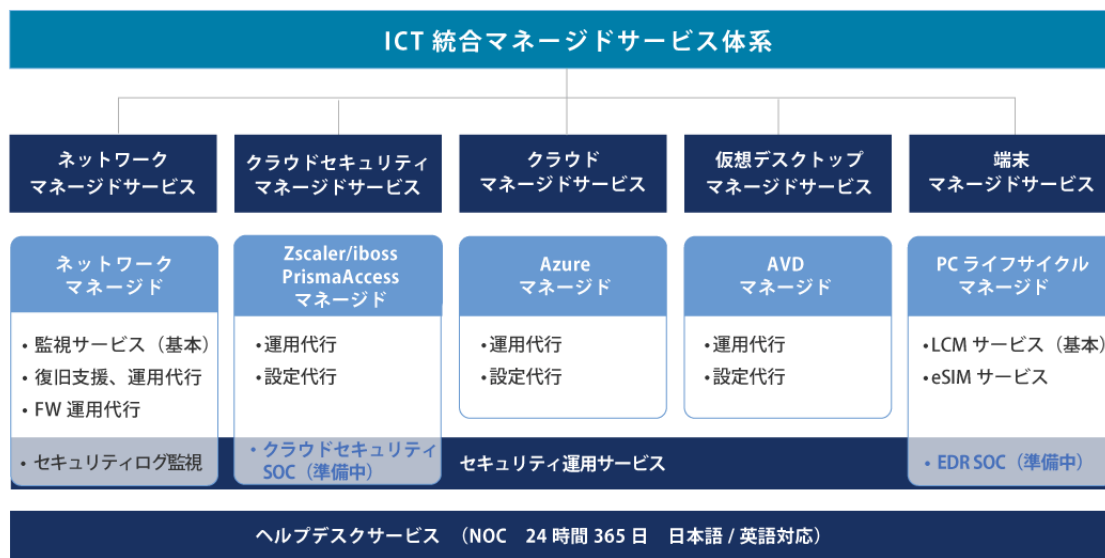 ICT 統合マネージドサービス体系
ネットワーク
マネージドサービス
クラウドセキュリティ
マネージドサービス
クラウド
マネージドサービス
仮想デスクトップ
マネージドサービス
端末
マネージドサービス
ネットワーク
マネージド
・監視サービス（基本）
・復旧支援、運用代行
・FW 運用代行
・セキュリティログ監視
Zscaler/iboss
PrismaAccess
マネージド
・運用代行
・設定代行
・クラウドセキュリティ
SOC（準備中）
Azure
マネージド
・運用代行
・設定代行
AVD
マネージド
・運用代行
・設定代行
PC ライフサイクル
マネージド
・LCM サービス（基本）
・eSIM サービス
・EDR SOC（準備中）
セキュリティ運用サービス
ヘルプデスクサービス （NOC 24 時間 365 日 日本語 / 英語対応）